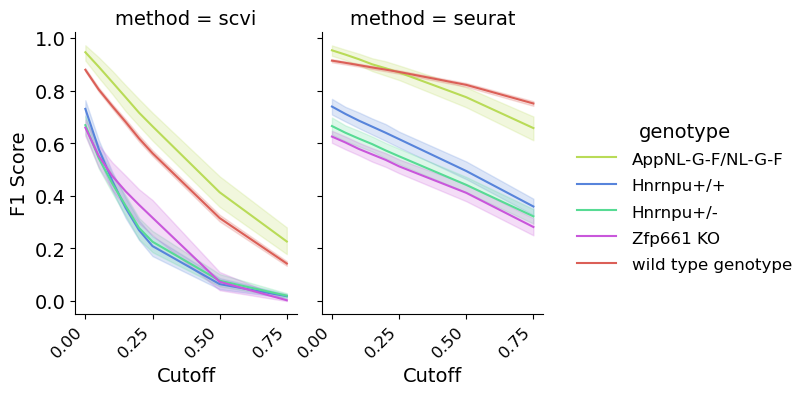 method = scvi
method = seurat
F1 Score
1.0
0.8
0.6
0.4
0.2
0.0
0.00
0.25
0.50
0.75
0.00
0.25
0.50
0.75
Cutoff
Cutoff
genotype
AppNL-G-F/NL-G-F
Hnrnpu+/+
Hnrnpu+/-
Zfp661 KO
wild type genotype